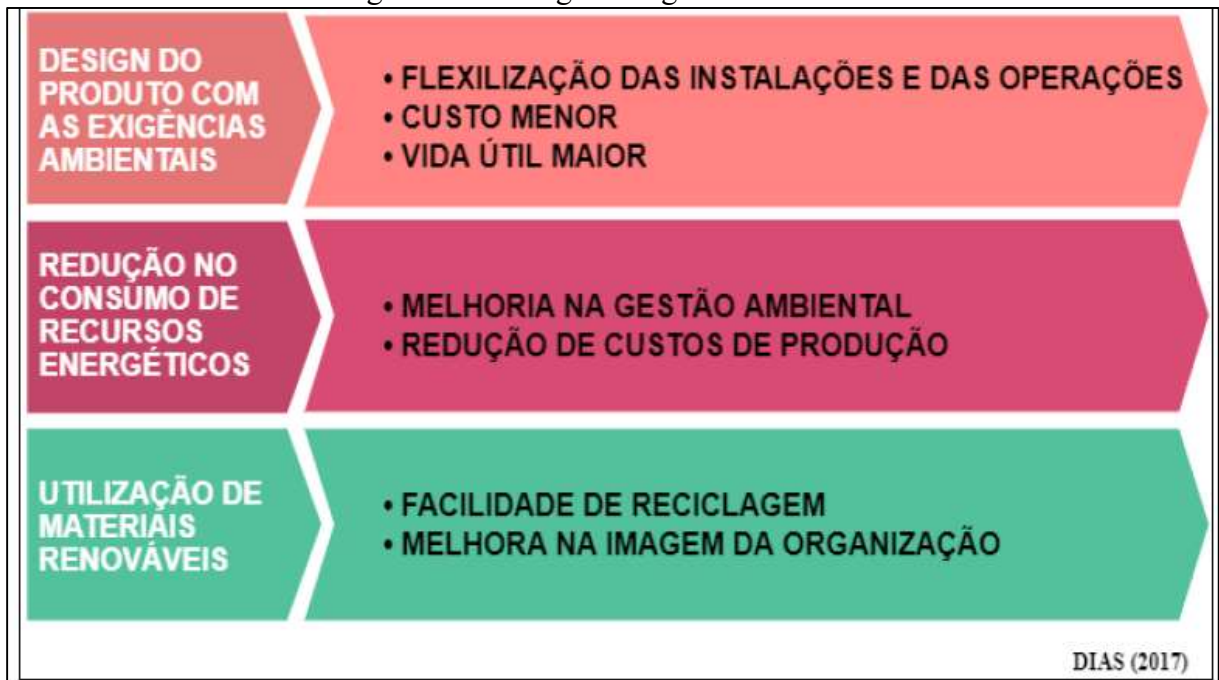 DESIGN DO
PRODUTO COM
AS EXIGÊNCIAS
AMBIENTAIS
• FLEXILIZAÇÃO DAS INSTALAÇÕES E DAS OPERAÇÕES
• CUSTO MENOR
• VIDA ÚTIL MAIOR
REDUÇÃO NO
CONSUMO DE
RECURSOS
ENERGÉTICOS
• MELHORIA NA GESTÃO AMBIENTAL
• REDUÇÃO DE CUSTOS DE PRODUÇÃO
UTILIZAÇÃO DE
MATERIAIS
RENOVÁVEIS
• FACILIDADE DE RECICLAGEM
• MELHORA NA IMAGEM DA ORGANIZAÇÃO
DIAS (2017)